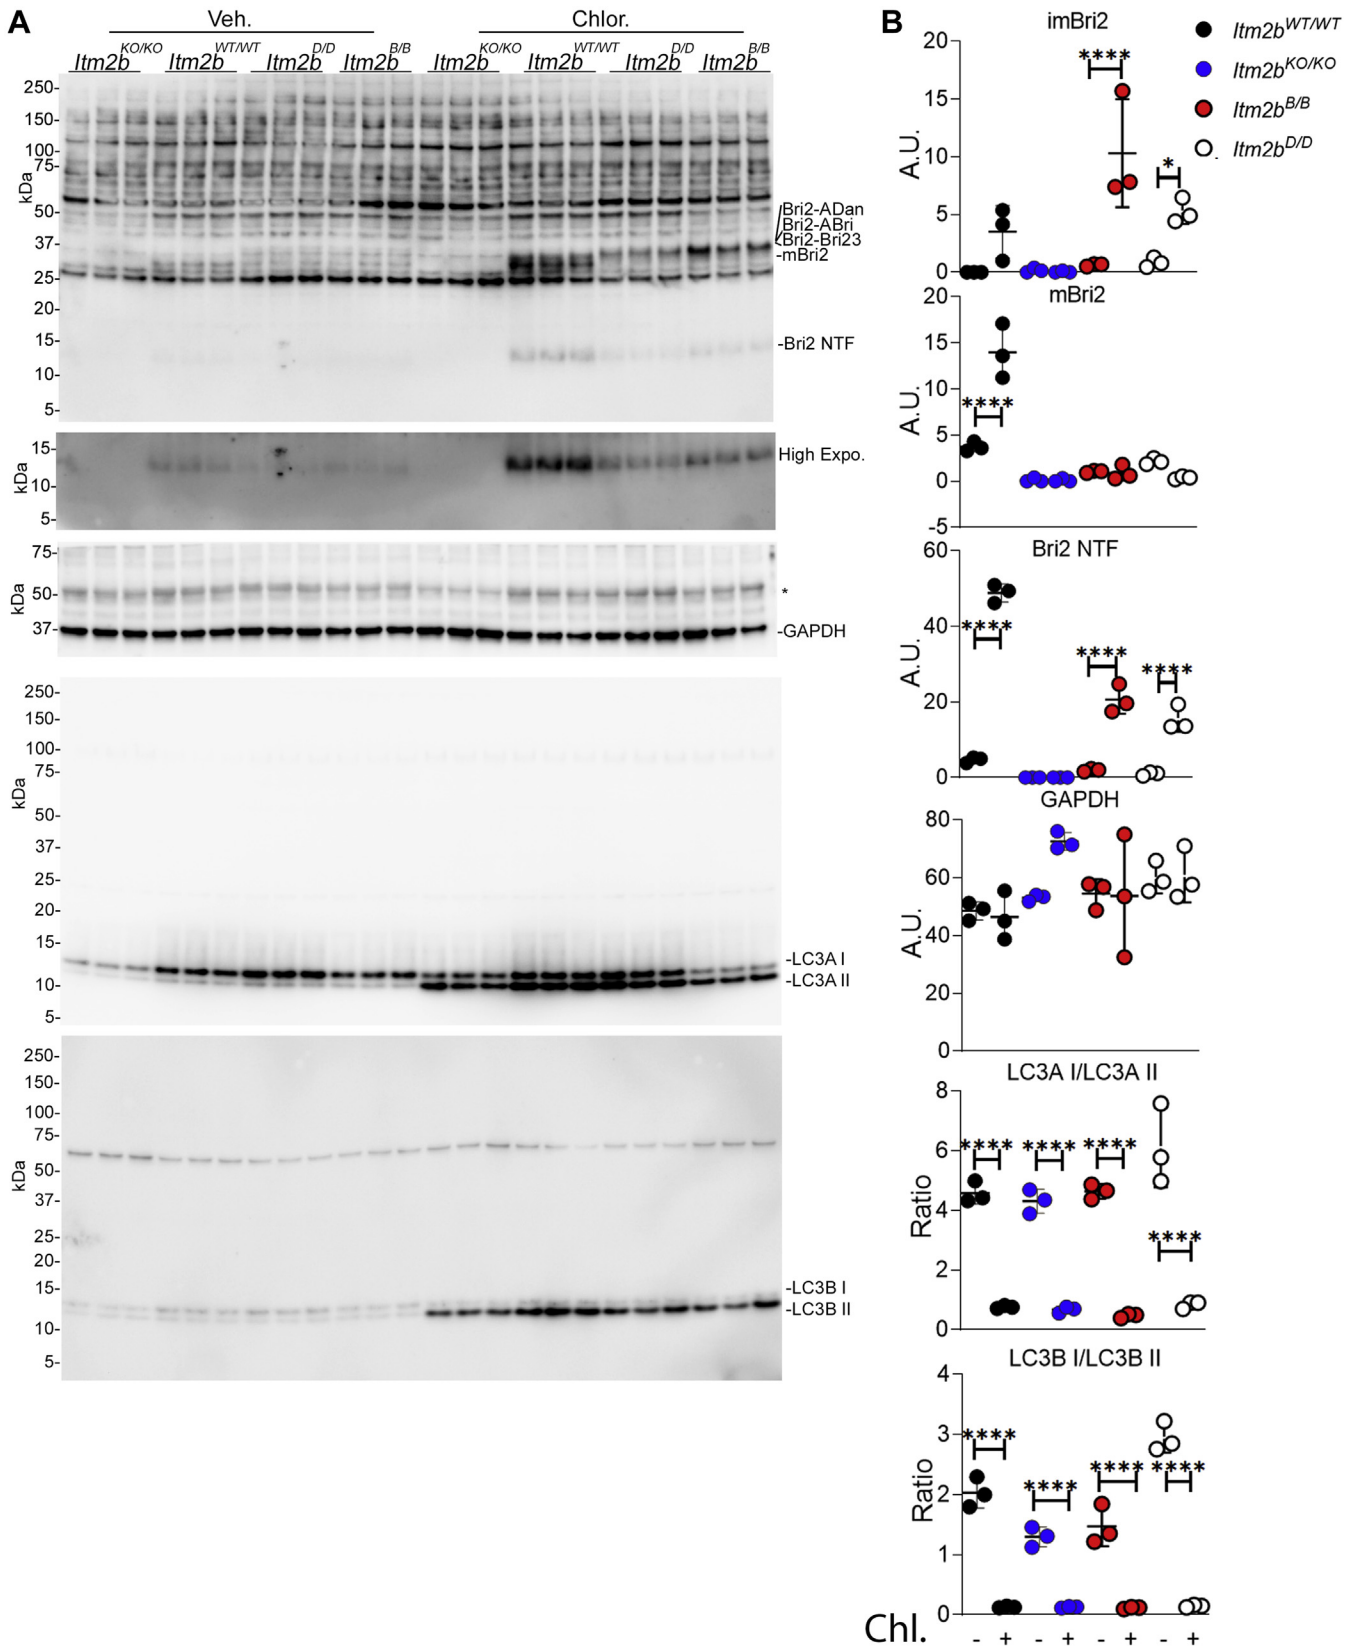 A
Veh.
Chlor.
Itm2b KO/KO
Itm2b WT/WT
Itm2b D/D
Itm2b B/B
Itm2b KO/KO
Itm2b WT/WT
Itm2b D/D
Itm2b B/B
250-
150-
100-
75-
50-
37-
25-
20-
15-
10-
5-
kDa
Bri2-ADan
Bri2-ABri
Bri2-Bri23
-mBri2
-Bri2 NTF
15-
10-
5-
kDa
High Expo.
75-
50-
37-
kDa
*
-GAPDH
250-
150-
100-
75-
50-
37-
25-
20-
15-
10-
5-
kDa
-LC3A I
-LC3A II
250-
150-
100-
75-
50-
37-
25-
20-
15-
10-
5-
kDa
-LC3B I
-LC3B II
B
imBri2
A.U.
20
15
10
5
0
****
*
Itm2b WT/WT
Itm2b KO/KO
Itm2b B/B
Itm2b D/D
mBri2
A.U.
20
15
10
5
0
-5
****
Bri2 NTF
A.U.
60
40
20
0
****
****
****
GAPDH
A.U.
80
60
40
20
0
LC3A I/LC3A II
Ratio
8
6
4
2
0
****
****
****
****
LC3B I/LC3B II
Ratio
4
3
2
1
0
****
****
****
****
Chl. - + - + - + - +